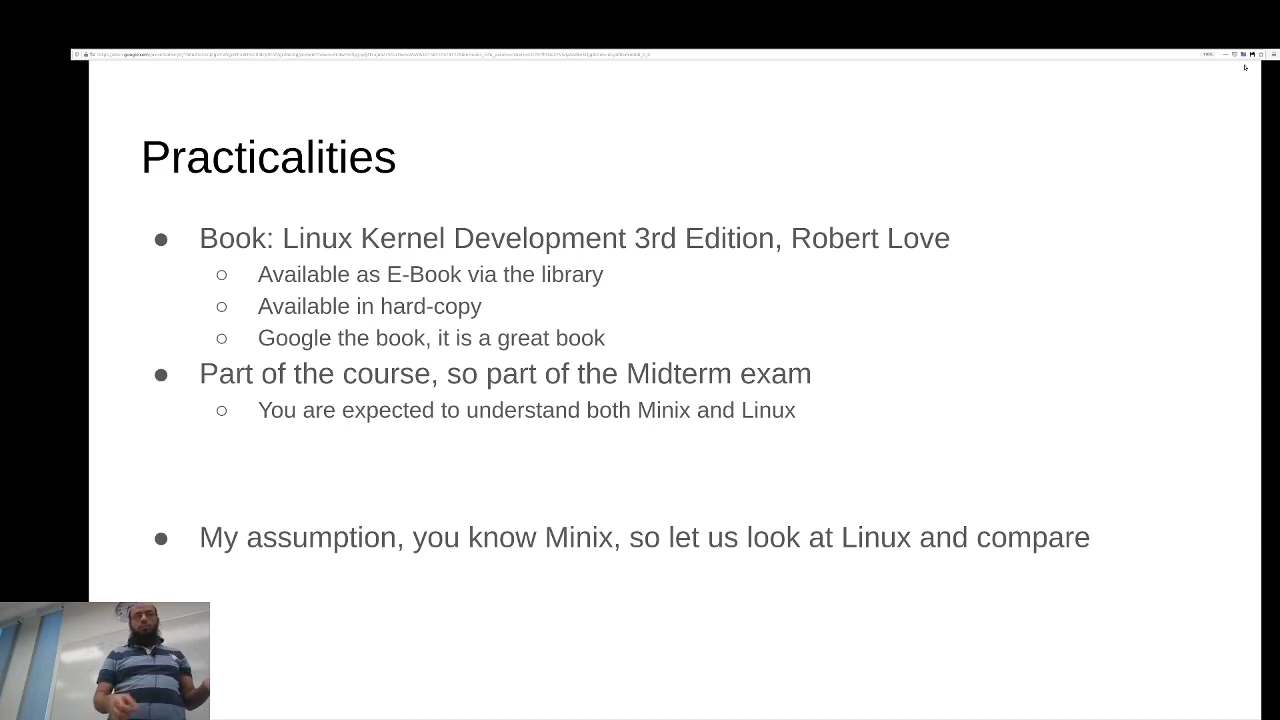 Practicalities
● Book: Linux Kernel Development 3rd Edition, Robert Love
○ Available as E-Book via the library
○ Available in hard-copy
○ Google the book, it is a great book
● Part of the course, so part of the Midterm exam
○ You are expected to understand both Minix and Linux
● My assumption, you know Minix, so let us look at Linux and compare